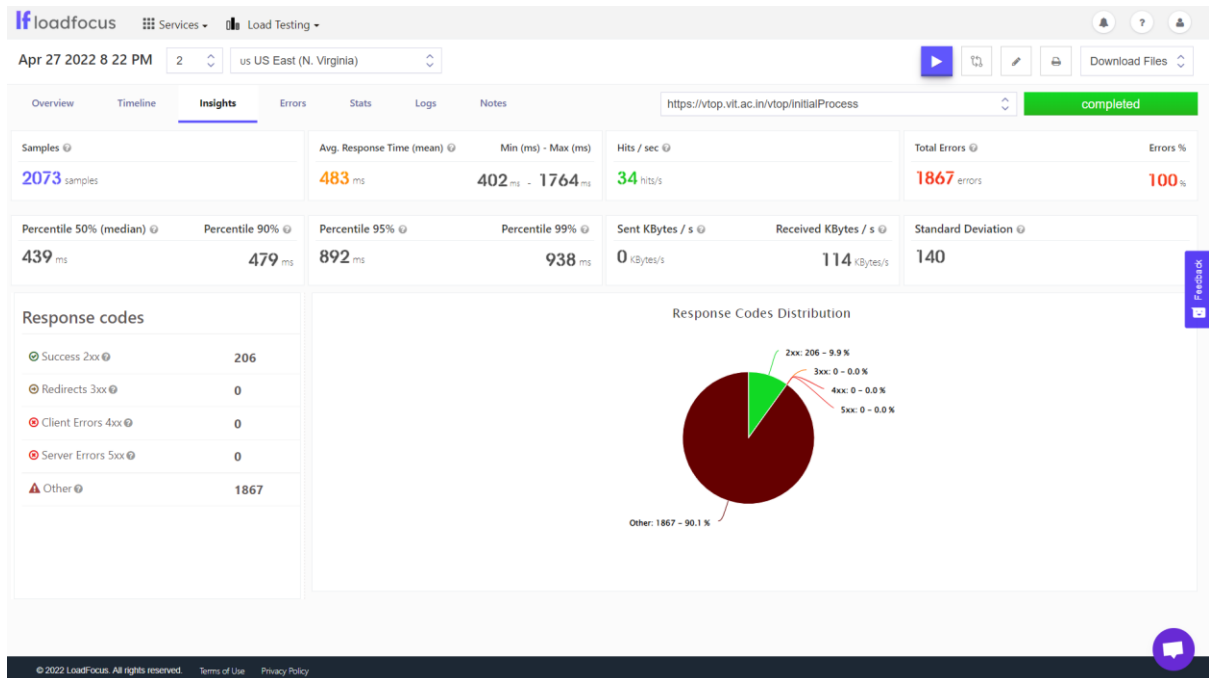 lf loadfocus Services Load Testing ?
Apr 27 2022 8 22 PM 2 us US East (N. Virginia) Download Files
Overview Timeline Insights Errors Stats Logs Notes https://vtop.vit.ac.in/vtop/initialProcess completed
Samples Avg. Response Time (mean) Min (ms) - Max (ms) Hits / sec Total Errors Errors %
2073 samples 483 ms 402 ms - 1764 ms 34 hits/s 1867 errors 100 %
Percentile 50% (median) Percentile 90% Percentile 95% Percentile 99% Sent KBytes / s Received KBytes / s Standard Deviation
439 ms 479 ms 892 ms 938 ms 0 KBytes/s 114 KBytes/s 140
Feedback
Response codes
Success 2xx 206
Redirects 3xx 0
Client Errors 4xx 0
Server Errors 5xx 0
Other 1867
Response Codes Distribution
2xx: 206 – 9.9 %
3xx: 0 – 0.0 %
4xx: 0 – 0.0 %
5xx: 0 – 0.0 %
Other: 1867 – 90.1 %
© 2022 LoadFocus. All rights reserved. Terms of Use Privacy Policy